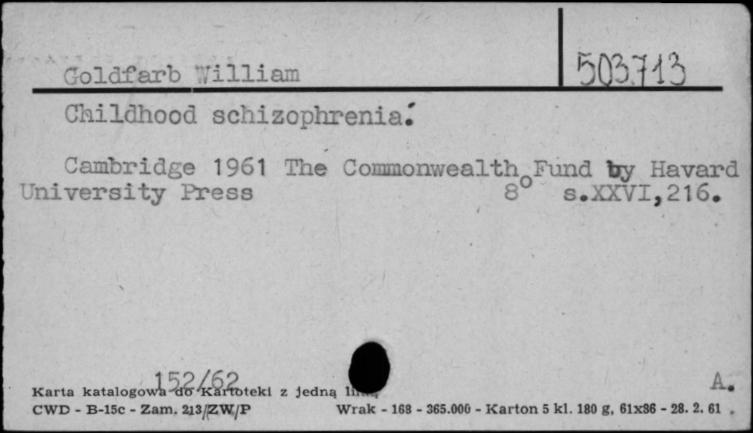 Goldfarb William 503.713
Childhood schizophrenia.
Cambridge 1961 The Commonwealth Fund by Havard
University Press 8° s.XXVI,216.
152/62 A.
Karta katalogowa do Kartoteki z jedną
CWD - B-15c - Zam. 213/ZW/P Wrak - 168 - 365.000 - Karton 5 kl. 180 g, 61x86 - 28. 2. 61